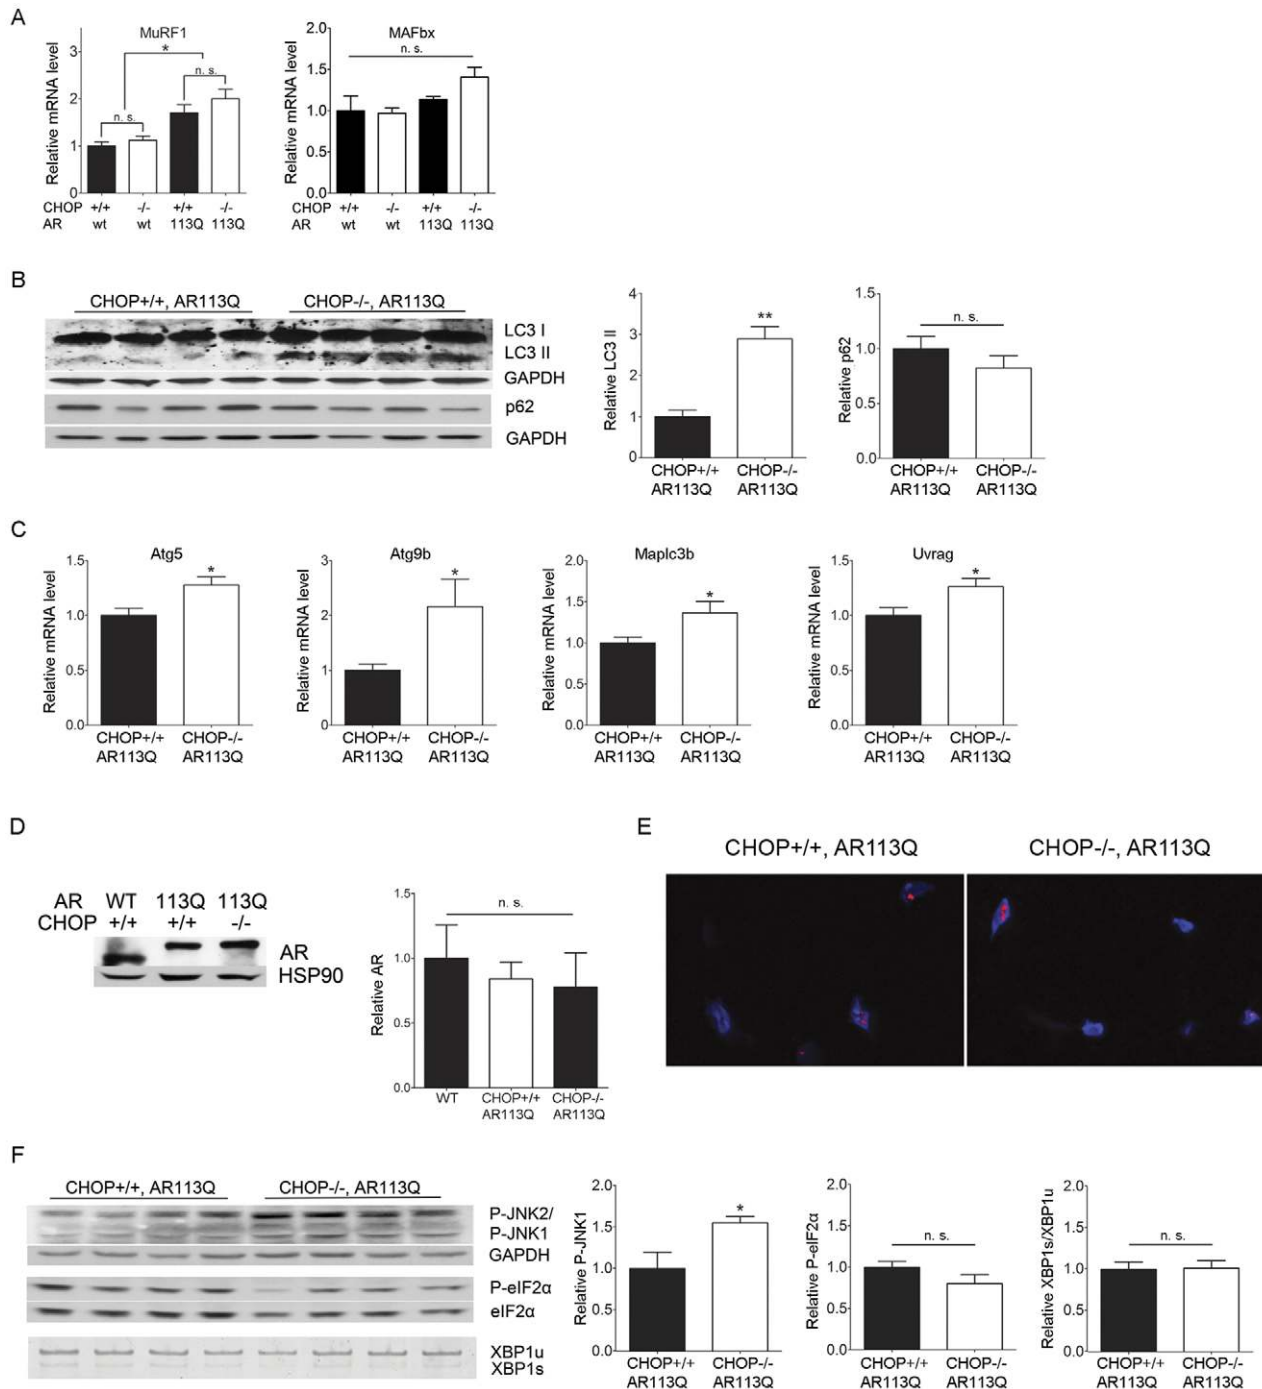 A
MuRF1
Relative mRNA level
3
2
1
0
*
n. s.
n. s.
CHOP +/+ -/- +/+ -/-
AR wt wt 113Q 113Q
MAFbx
Relative mRNA level
2.0
1.5
1.0
0.5
0.0
n. s.
CHOP +/+ -/- +/+ -/-
AR wt wt 113Q 113Q
B
CHOP+/+, AR113Q CHOP-/-, AR113Q
LC3 I
LC3 II
GAPDH
p62
GAPDH
Relative LC3 II
4
3
2
1
0
**
CHOP+/+ CHOP-/-
AR113Q AR113Q
Relative p62
1.5
1.0
0.5
0.0
n. s.
CHOP+/+ CHOP-/-
AR113Q AR113Q
C
Atg5
Relative mRNA level
1.5
1.0
0.5
0.0
*
CHOP+/+ CHOP-/-
AR113Q AR113Q
Atg9b
Relative mRNA level
3
2
1
0
*
CHOP+/+ CHOP-/-
AR113Q AR113Q
Maplc3b
Relative mRNA level
2.0
1.5
1.0
0.5
0.0
*
CHOP+/+ CHOP-/-
AR113Q AR113Q
Uvrag
Relative mRNA level
1.5
1.0
0.5
0.0
*
CHOP+/+ CHOP-/-
AR113Q AR113Q
D
AR WT 113Q 113Q
CHOP +/+ +/+ -/-
AR
HSP90
Relative AR
1.5
1.0
0.5
0.0
n. s.
WT CHOP+/+ CHOP-/-
AR113Q AR113Q
E
CHOP+/+, AR113Q CHOP-/-, AR113Q
F
CHOP+/+, AR113Q CHOP-/-, AR113Q
P-JNK2/
P-JNK1
GAPDH
P-eIF2α
eIF2α
XBP1u
XBP1s
Relative P-JNK1
2.0
1.5
1.0
0.5
0.0
*
CHOP+/+ CHOP-/-
AR113Q AR113Q
Relative P-eIF2α
2.0
1.5
1.0
0.5
0.0
n. s.
CHOP+/+ CHOP-/-
AR113Q AR113Q
Relative XBP1s/XBP1u
2.0
1.5
1.0
0.5
0.0
n. s.
CHOP+/+ CHOP-/-
AR113Q AR113Q